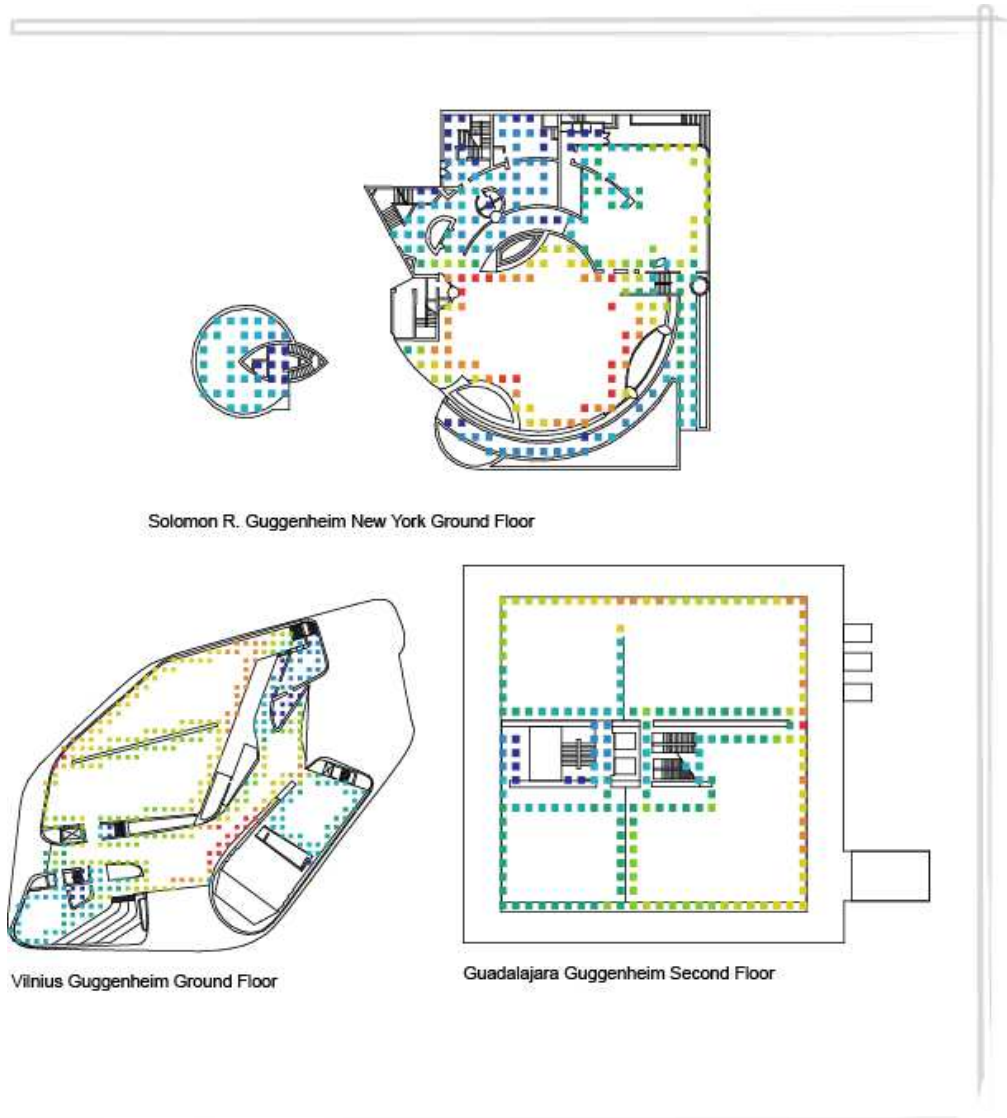 Solomon R. Guggenheim New York Ground Floor
Vilnius Guggenheim Ground Floor
Guadalajara Guggenheim Second Floor